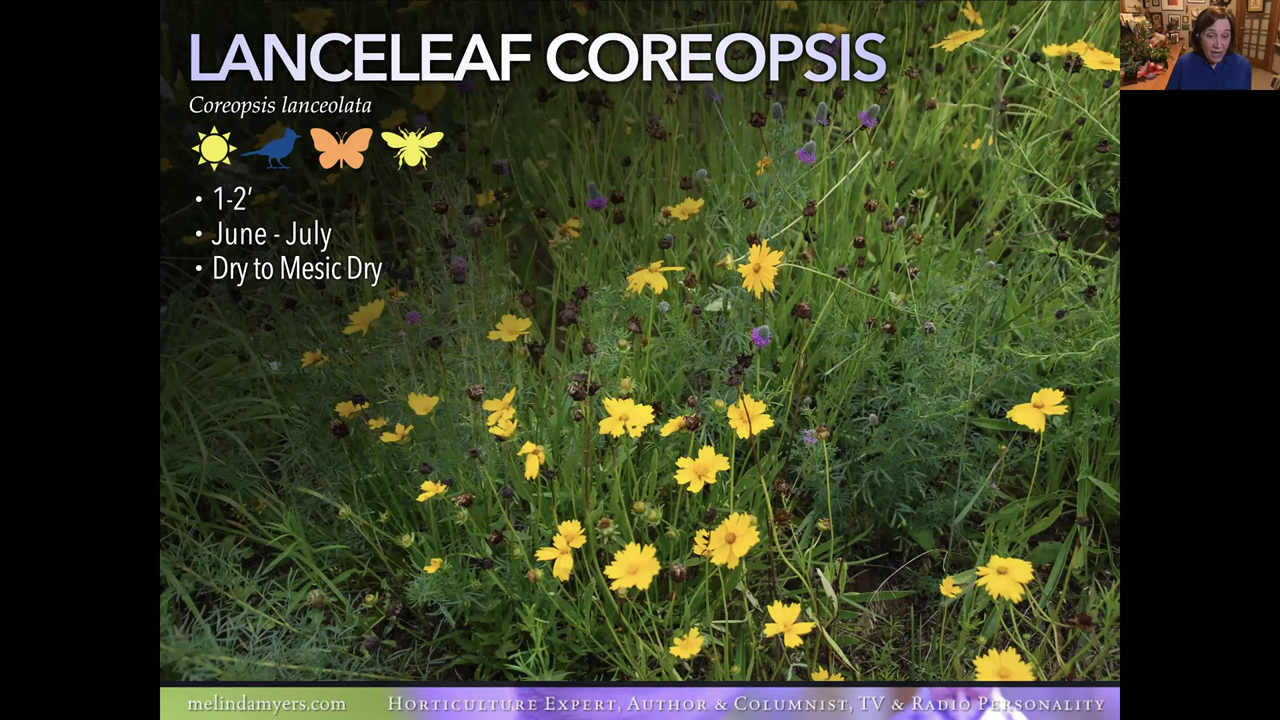 LANCELEAF COREOPSIS
Coreopsis lanceolata
• 1-2'
• June - July
• Dry to Mesic Dry
melindamyers.com Horticulture Expert, Author & Columnist, TV & Radio Personality